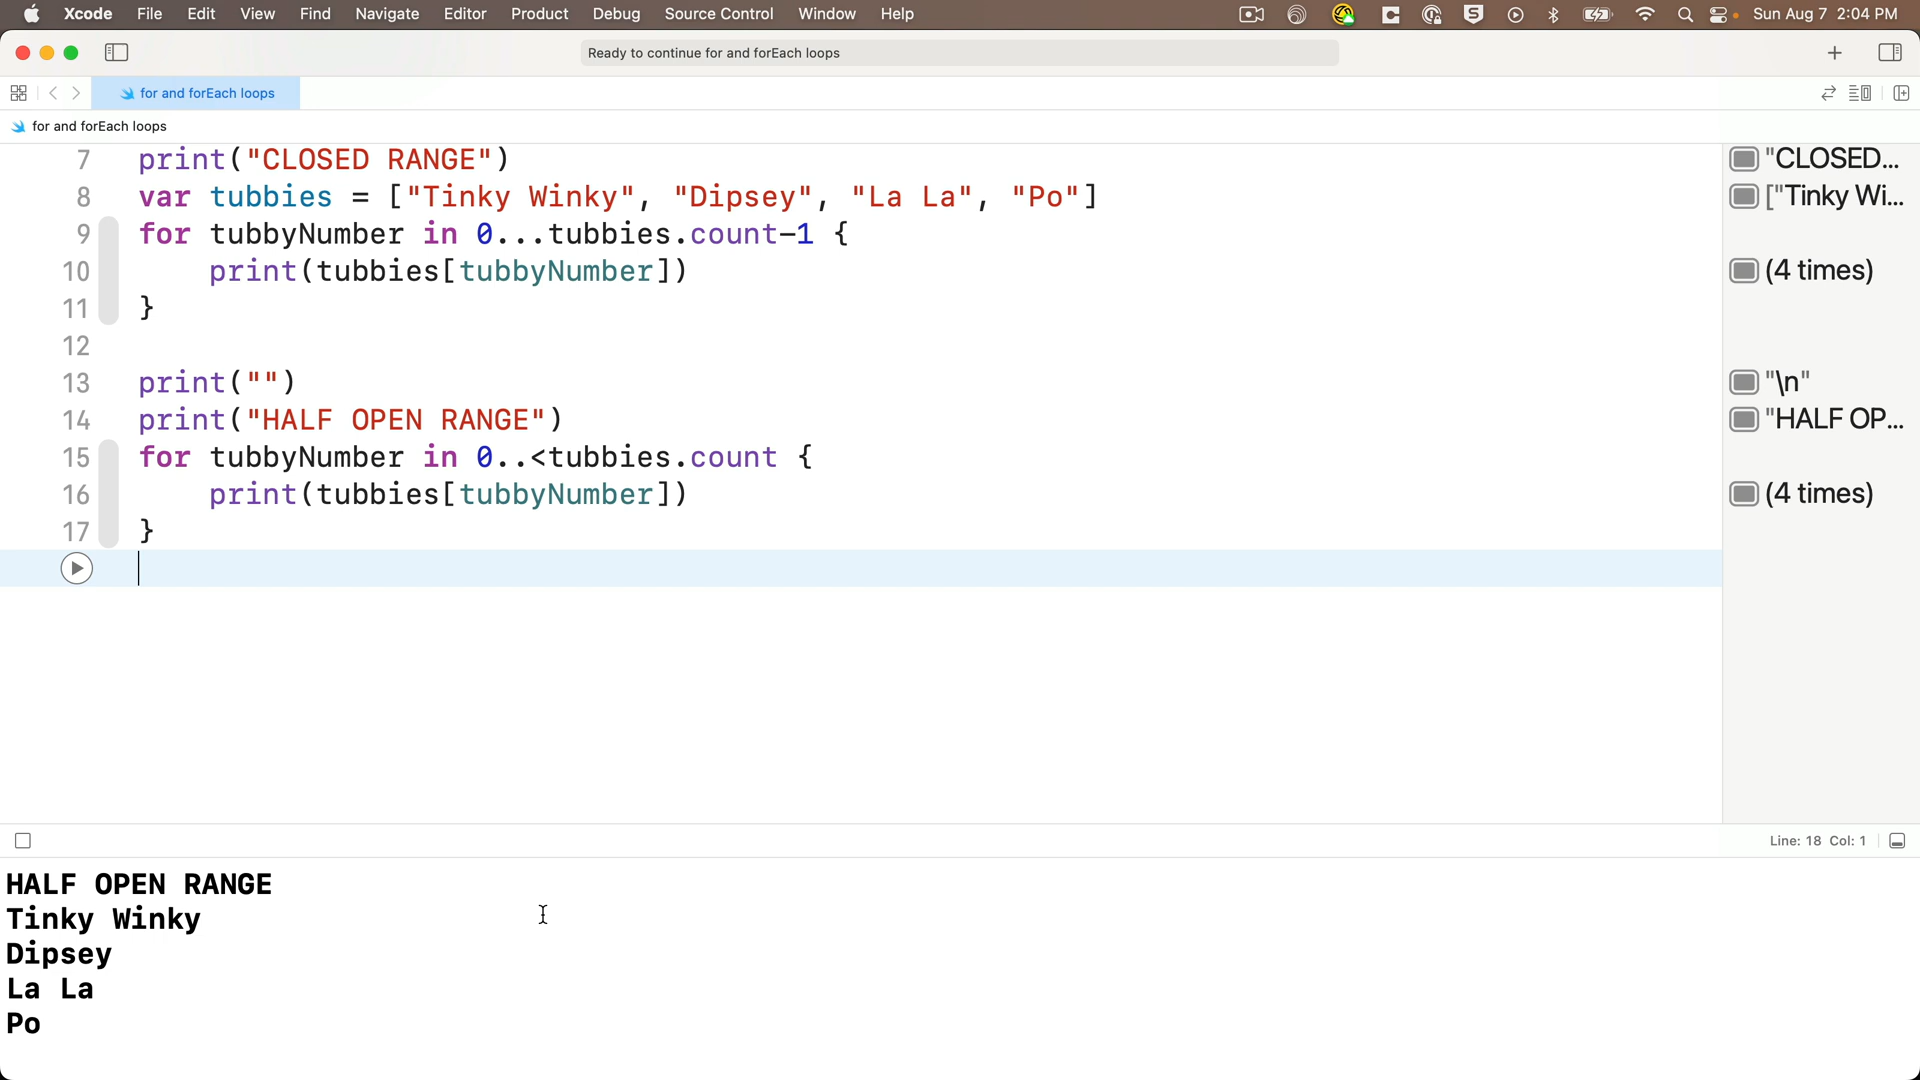 Xcode File Edit View Find Navigate Editor Product Debug Source Control Window Help Sun Aug 7 2:04 PM
Ready to continue for and forEach loops
for and forEach loops
for and forEach loops
7 print("CLOSED RANGE") "CLOSED...
8 var tubbies = ["Tinky Winky", "Dipsey", "La La", "Po"] ["Tinky Wi...
9 for tubbyNumber in 0...tubbies.count-1 {
10 print(tubbies[tubbyNumber]) (4 times)
11 }
12
13 print("") "\n"
14 print("HALF OPEN RANGE") "HALF OP...
15 for tubbyNumber in 0..<tubbies.count {
16 print(tubbies[tubbyNumber]) (4 times)
17 }
Line: 18 Col: 1
HALF OPEN RANGE
Tinky Winky
Dipsey
La La
Po